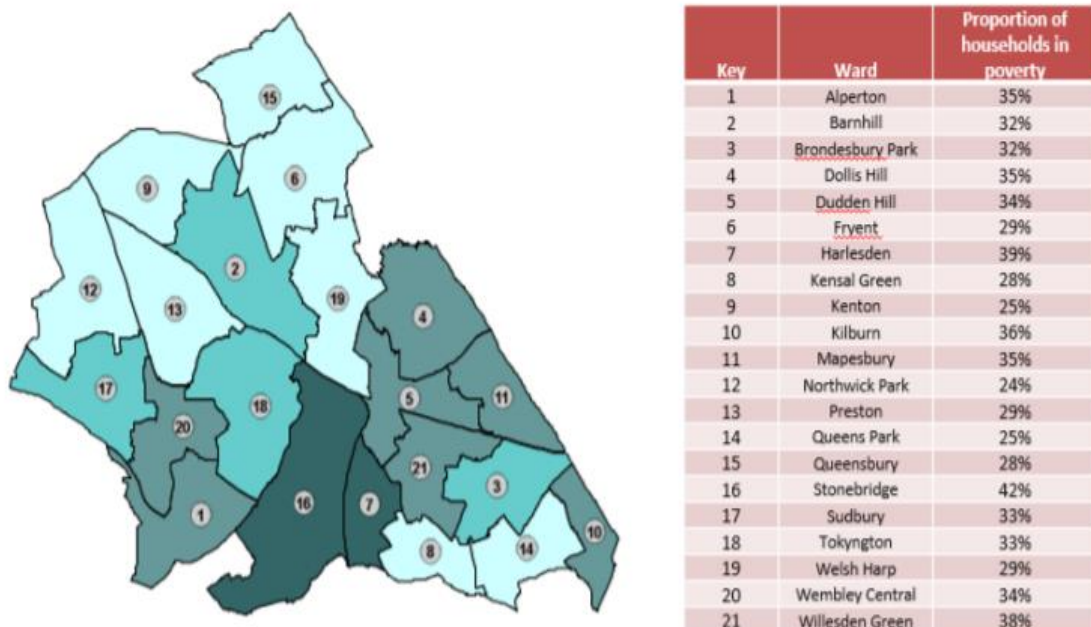 15
9
6
2
12
13
19
4
17
5
11
20
18
21
3
1
16
7
10
8
14
Proportion of
households in
Key Ward poverty
1 Alperton 35%
2 Barnhill 32%
3 Brondesbury Park 32%
4 Dollis Hill 35%
5 Dudden Hill 34%
6 Fryent 29%
7 Harlesden 39%
8 Kensal Green 28%
9 Kenton 25%
10 Kilburn 36%
11 Mapesbury 35%
12 Northwick Park 24%
13 Preston 29%
14 Queens Park 25%
15 Queensbury 28%
16 Stonebridge 42%
17 Sudbury 33%
18 Tokyngton 33%
19 Welsh Harp 29%
20 Wembley Central 34%
21 Willesden Green 38%